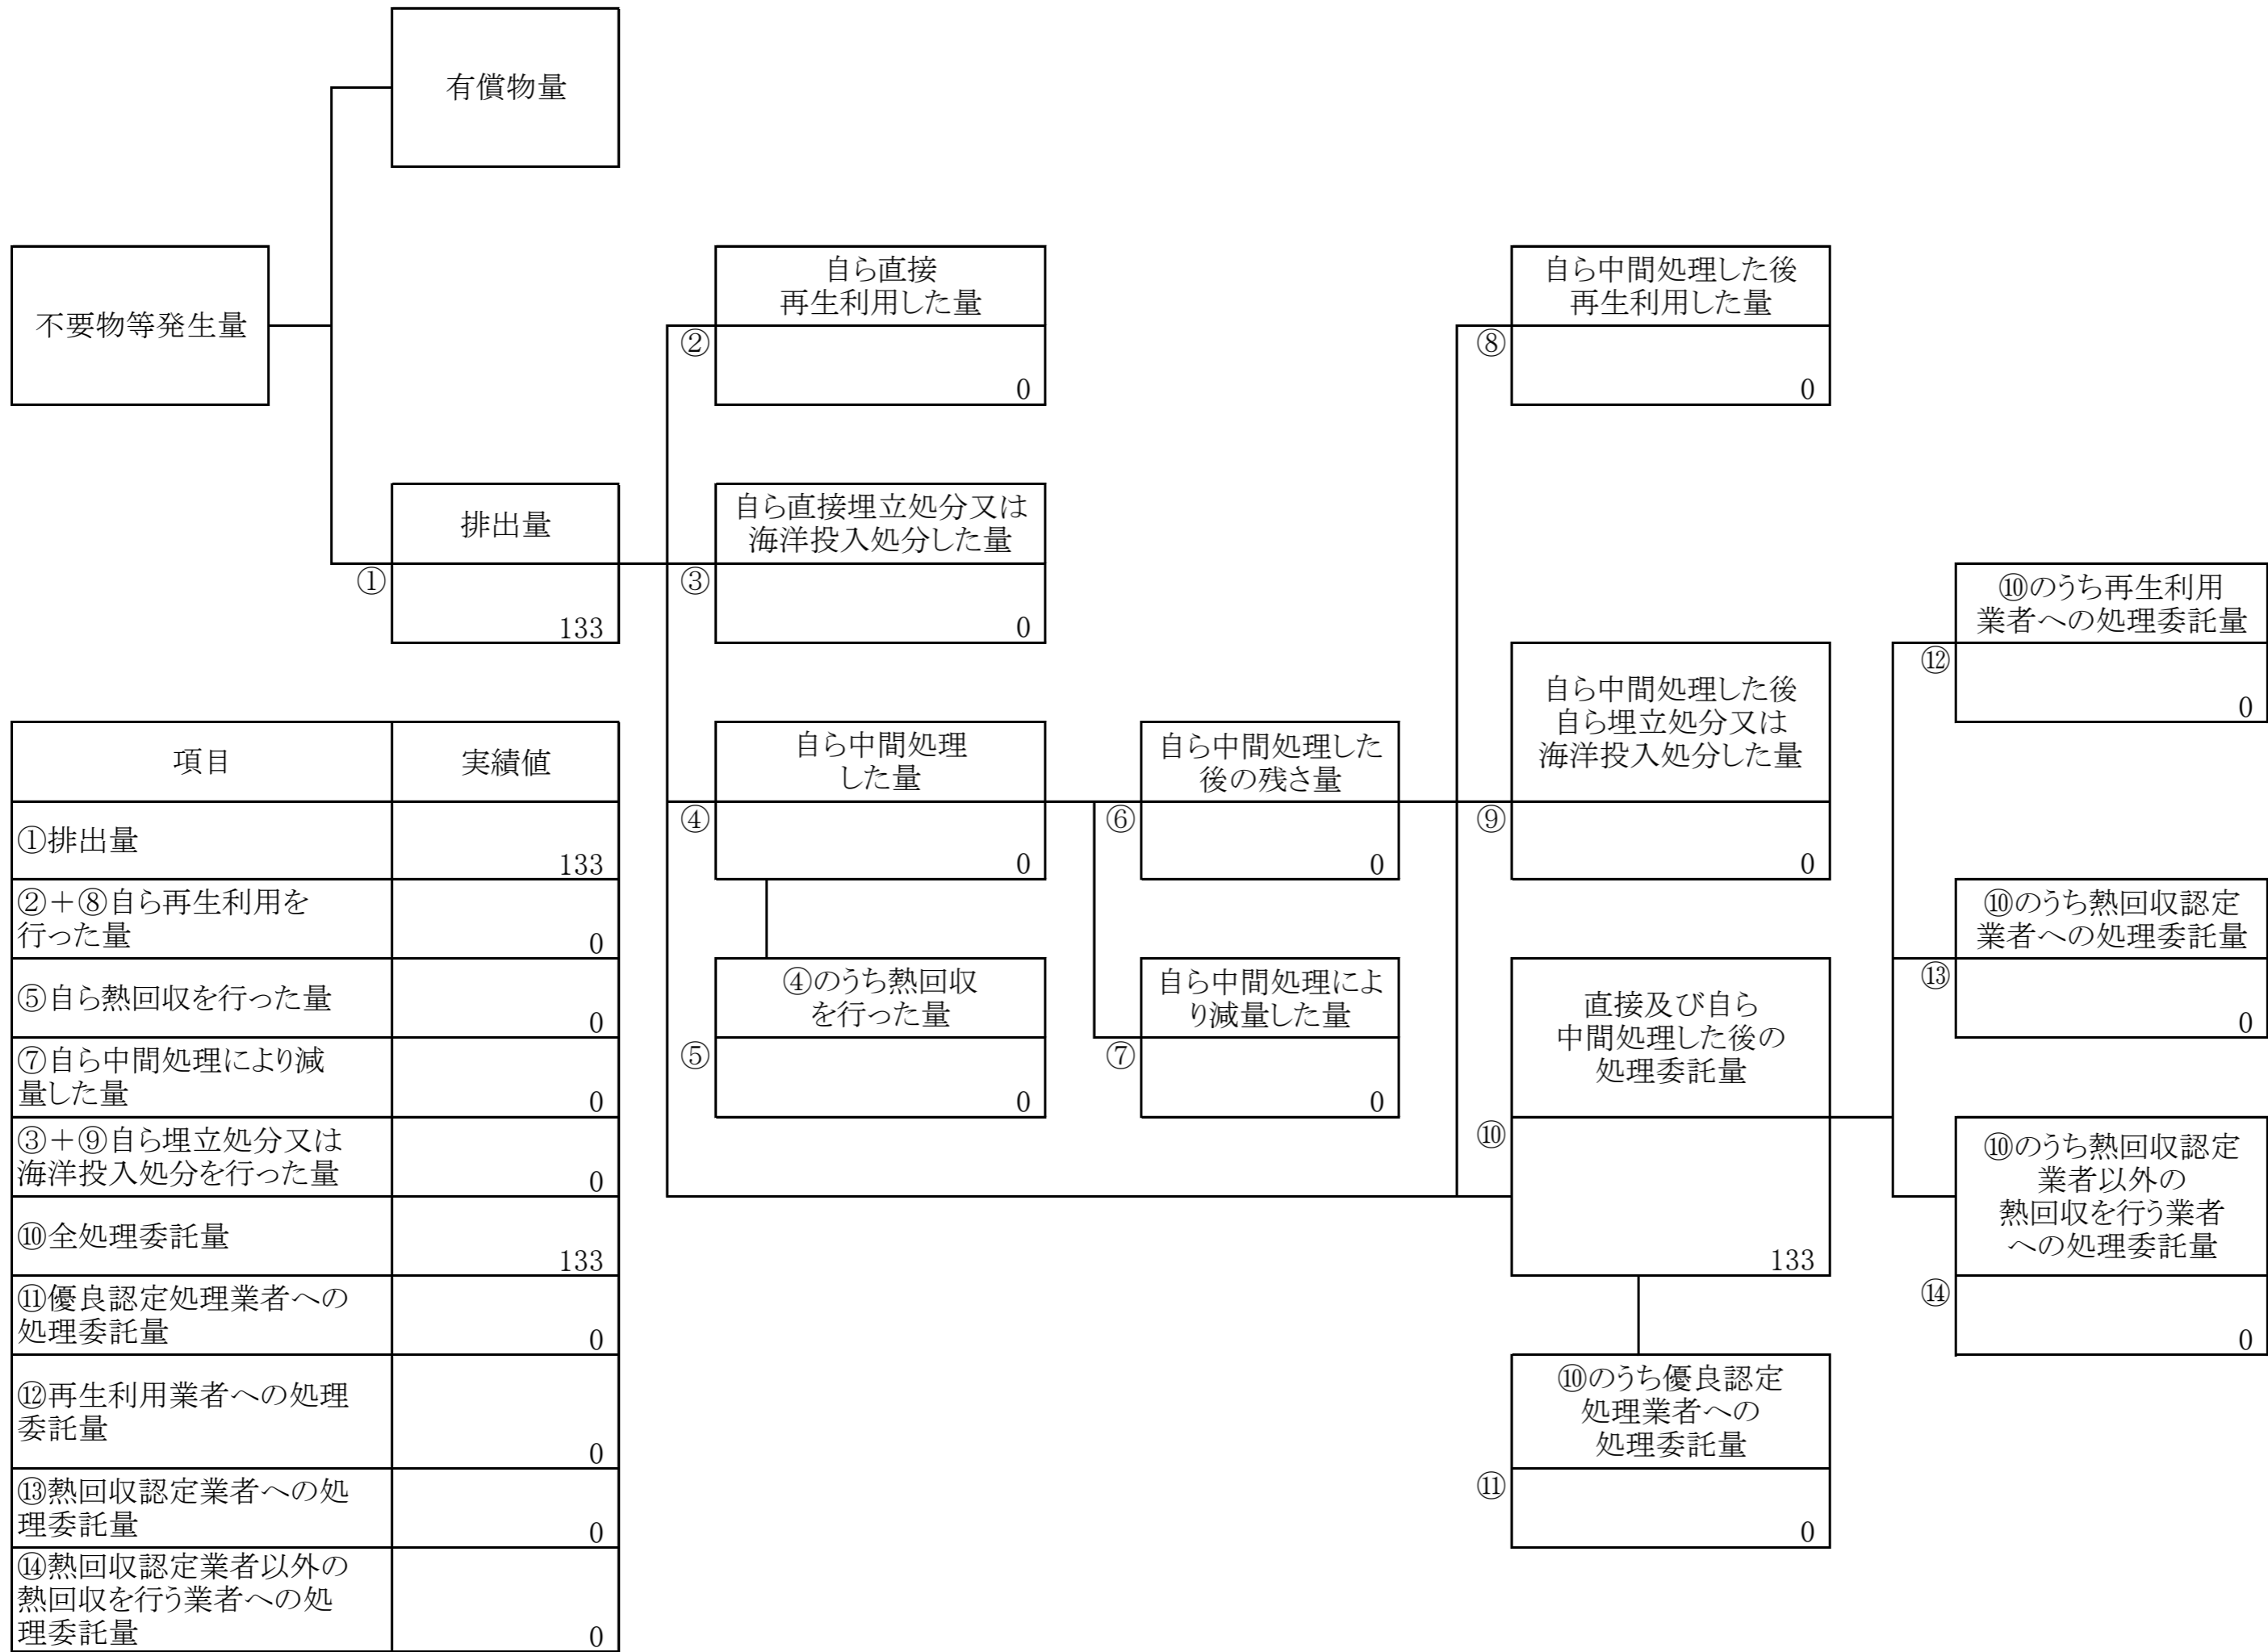 有償物量
不要物等発生量
自ら直接
再生利用した量
②
0
自ら中間処理した後
再生利用した量
⑧
0
排出量
①
133
自ら直接埋立処分又は
海洋投入処分した量
③
0
⑩のうち再生利用
業者への処理委託量
⑫
0
自ら中間処理
した量
④
0
自ら中間処理した
後の残さ量
⑥
0
自ら中間処理した後
自ら埋立処分又は
海洋投入処分した量
⑨
0
⑩のうち熱回収認定
業者への処理委託量
⑬
0
④のうち熱回収
を行った量
⑤
0
自ら中間処理によ
り減量した量
⑦
0
直接及び自ら
中間処理した後の
処理委託量
⑩
133
⑩のうち熱回収認定
業者以外の
熱回収を行う業者
への処理委託量
⑭
0
⑩のうち優良認定
処理業者への
処理委託量
⑪
0
項目 実績値
①排出量
133
②＋⑧自ら再生利用を
行った量
0
⑤自ら熱回収を行った量
0
⑦自ら中間処理により減
量した量
0
③＋⑨自ら埋立処分又は
海洋投入処分を行った量
0
⑩全処理委託量
133
⑪優良認定処理業者への
処理委託量
0
⑫再生利用業者への処理
委託量
0
⑬熱回収認定業者への処
理委託量
0
⑭熱回収認定業者以外の
熱回収を行う業者への処
理委託量
0